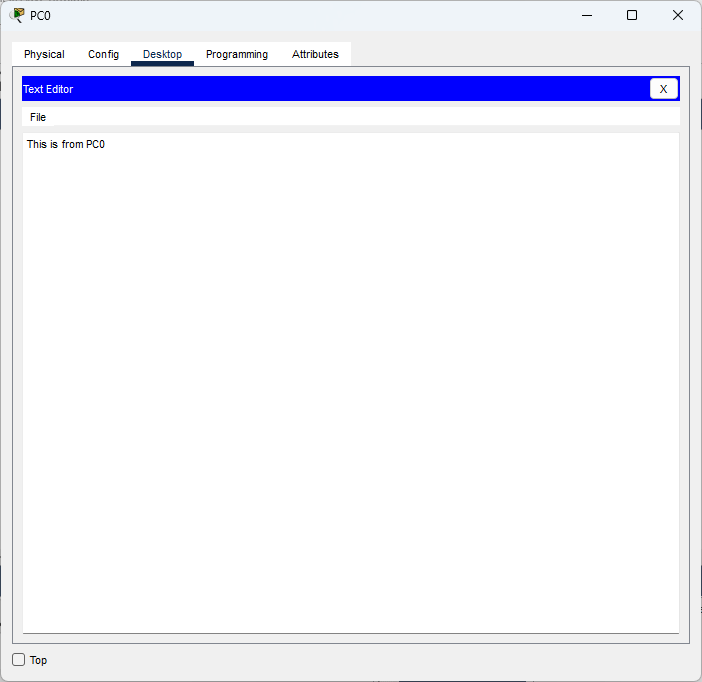 PC0
Physical Config Desktop Programming Attributes
Text Editor X
File
This is from PC0
Top